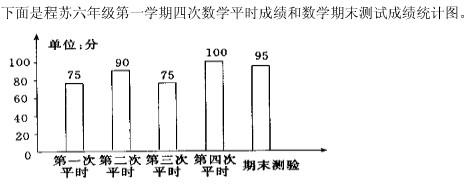 下面是程苏六年级第一学期四次数学平时成绩和数学期末测试成绩统计图。
单位:分
100
80
60
40
20
0
75
90
75
100
95
第一次 第二次 第三次 第四次 期末测验
平时 平时 平时 平时